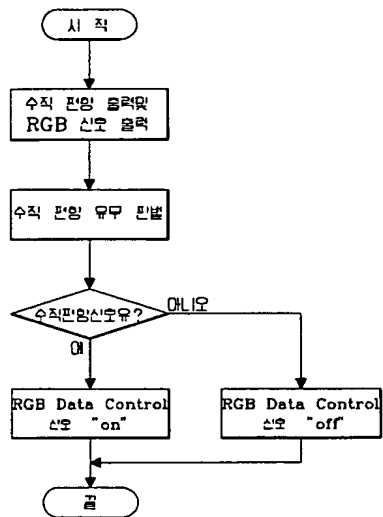 시 작
수직 편향 출력및
RGB 신호 출력
수직 편향 유무 판별
수직편향신호유?
아니오
예
RGB Data Control
신호 "on"
RGB Data Control
신호 "off"
끝